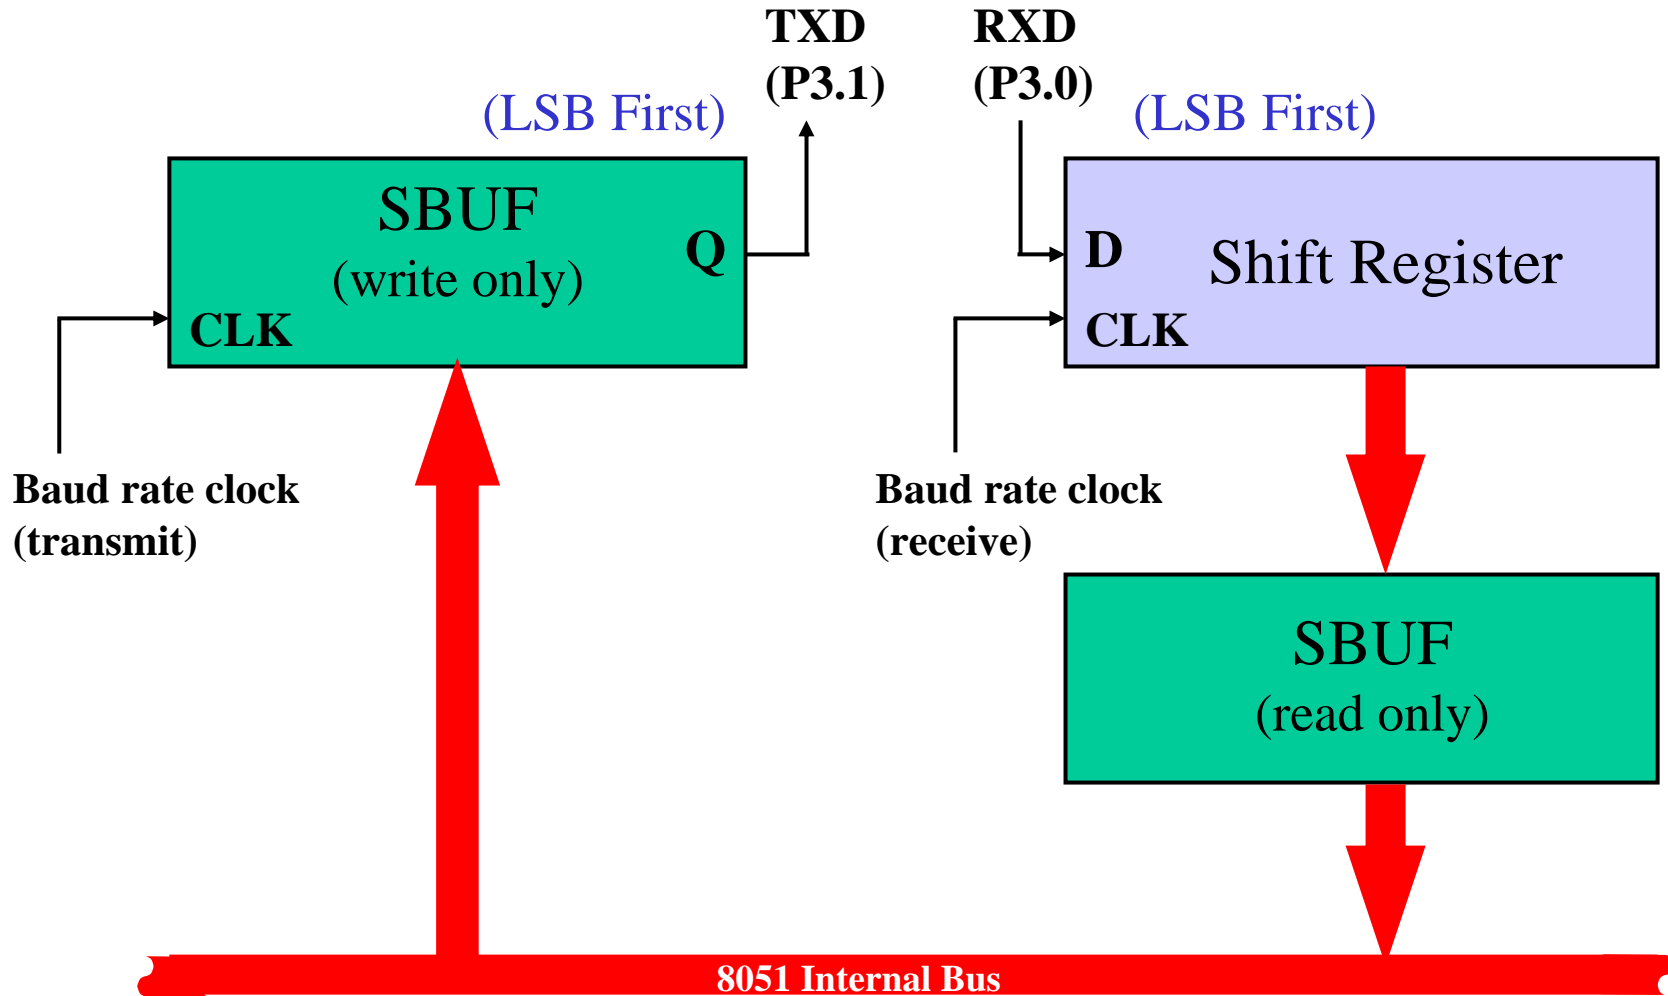 TXD
(P3.1)
RXD
(P3.0)
(LSB First)
(LSB First)
SBUF
(write only)
Q
CLK
D
Shift Register
CLK
Baud rate clock
(transmit)
Baud rate clock
(receive)
SBUF
(read only)
8051 Internal Bus